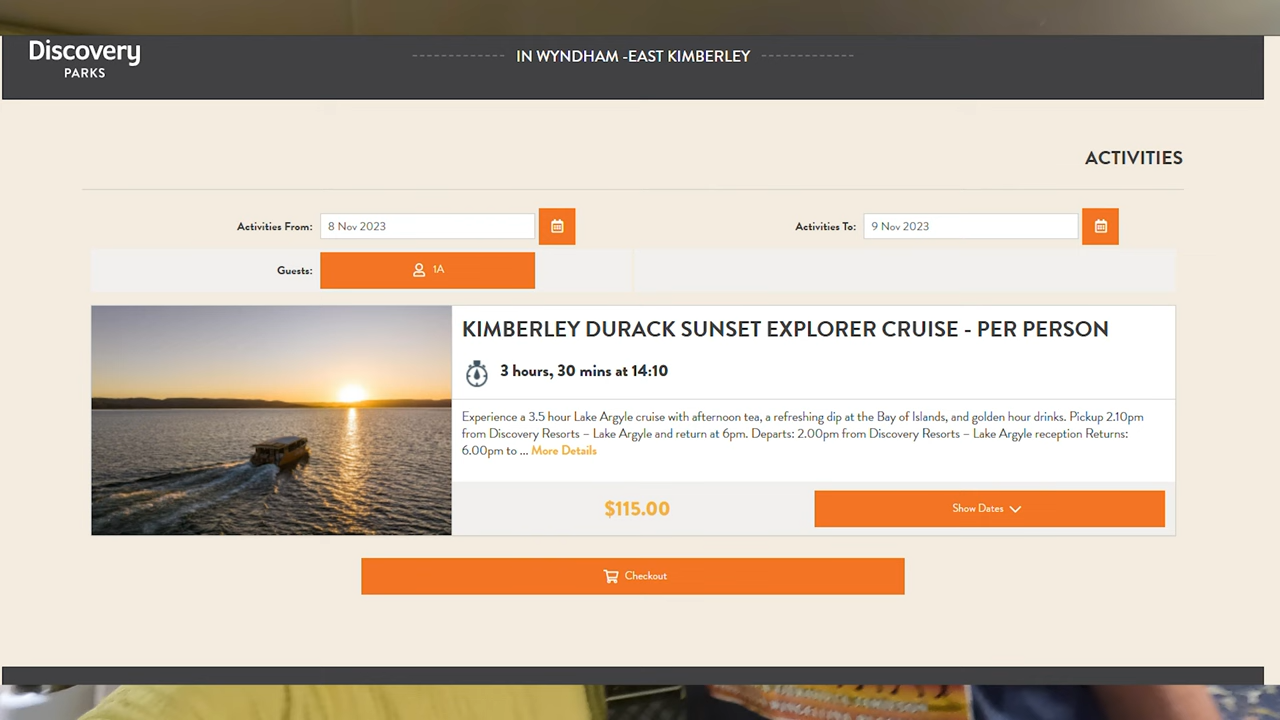 Discovery
PARKS
IN WYNDHAM -EAST KIMBERLEY
ACTIVITIES
Activities From: 8 Nov 2023
Activities To: 9 Nov 2023
Guests: 1A
KIMBERLEY DURACK SUNSET EXPLORER CRUISE - PER PERSON
3 hours, 30 mins at 14:10
Experience a 3.5 hour Lake Argyle cruise with afternoon tea, a refreshing dip at the Bay of Islands, and golden hour drinks. Pickup 2.10pm
from Discovery Resorts – Lake Argyle and return at 6pm. Departs: 2.00pm from Discovery Resorts – Lake Argyle reception Returns:
6.00pm to ... More Details
$115.00
Show Dates
Checkout